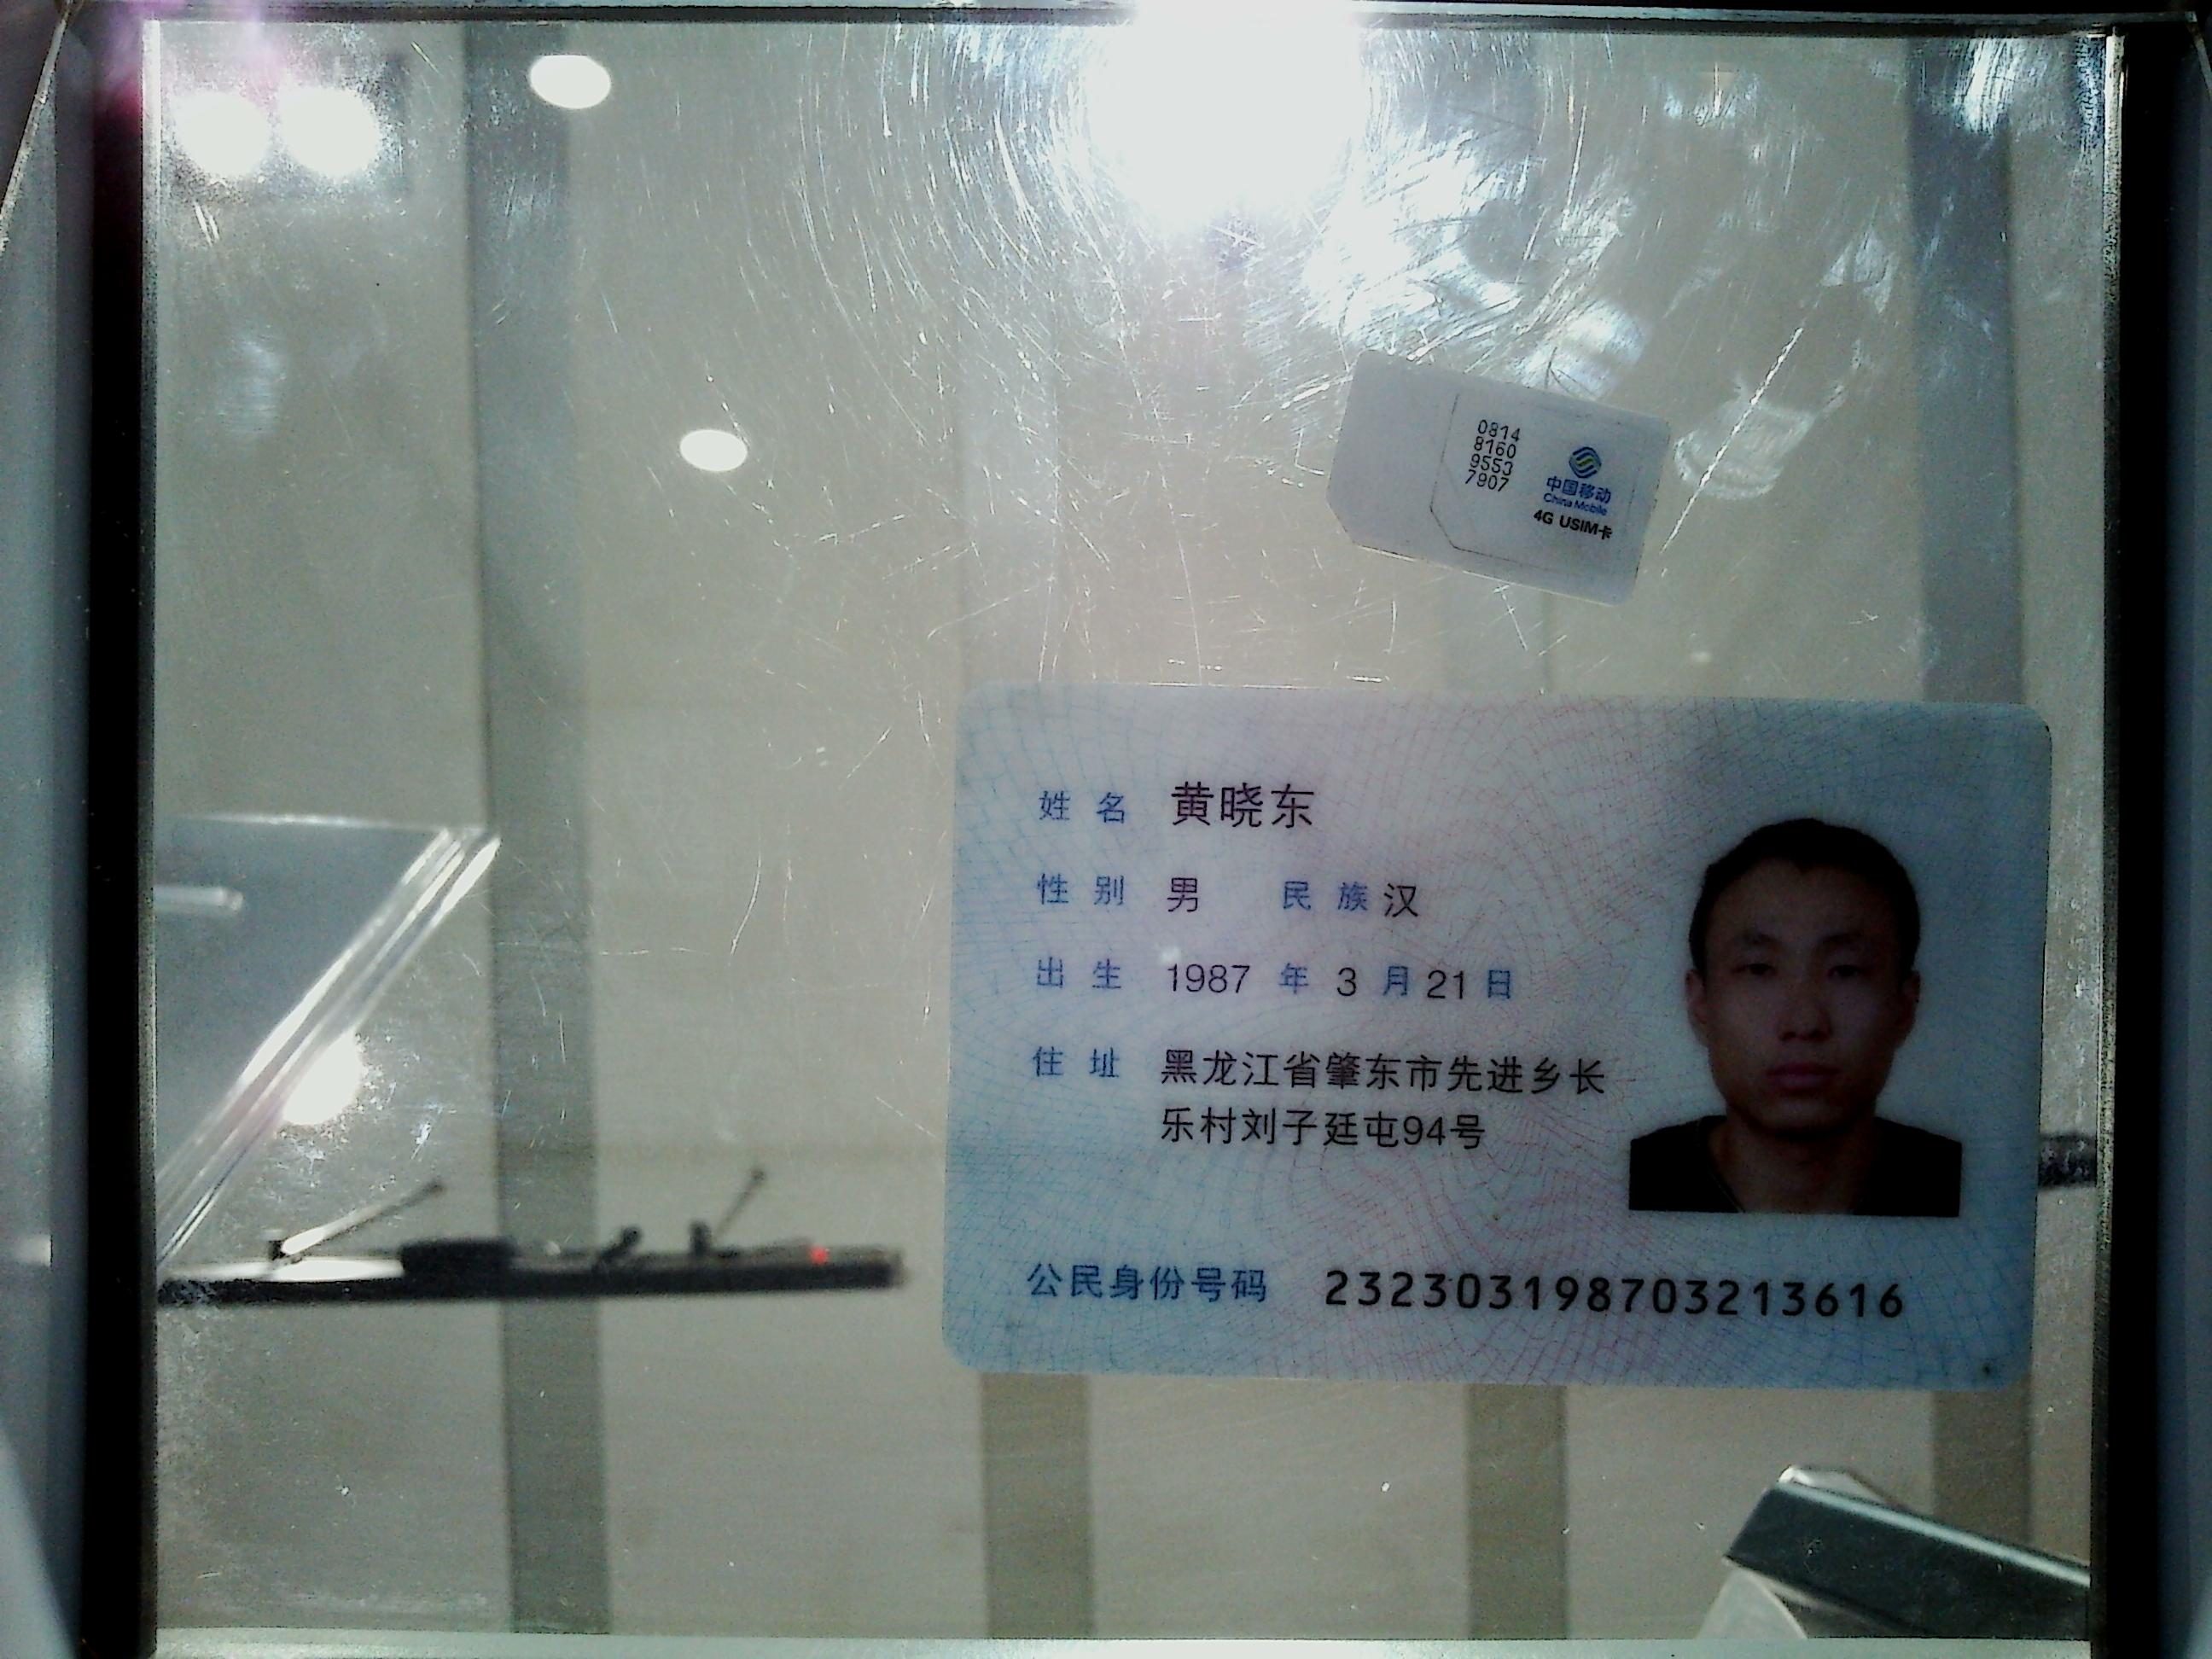 0814
8160
9553
7907
中国移动
China Mobile
4G USIM卡
姓名 黄晓东
性别 男 民族 汉
出生 1987 年 3 月 21 日
住址 黑龙江省肇东市先进乡长
乐村刘子廷屯94号
公民身份号码 232303198703213616